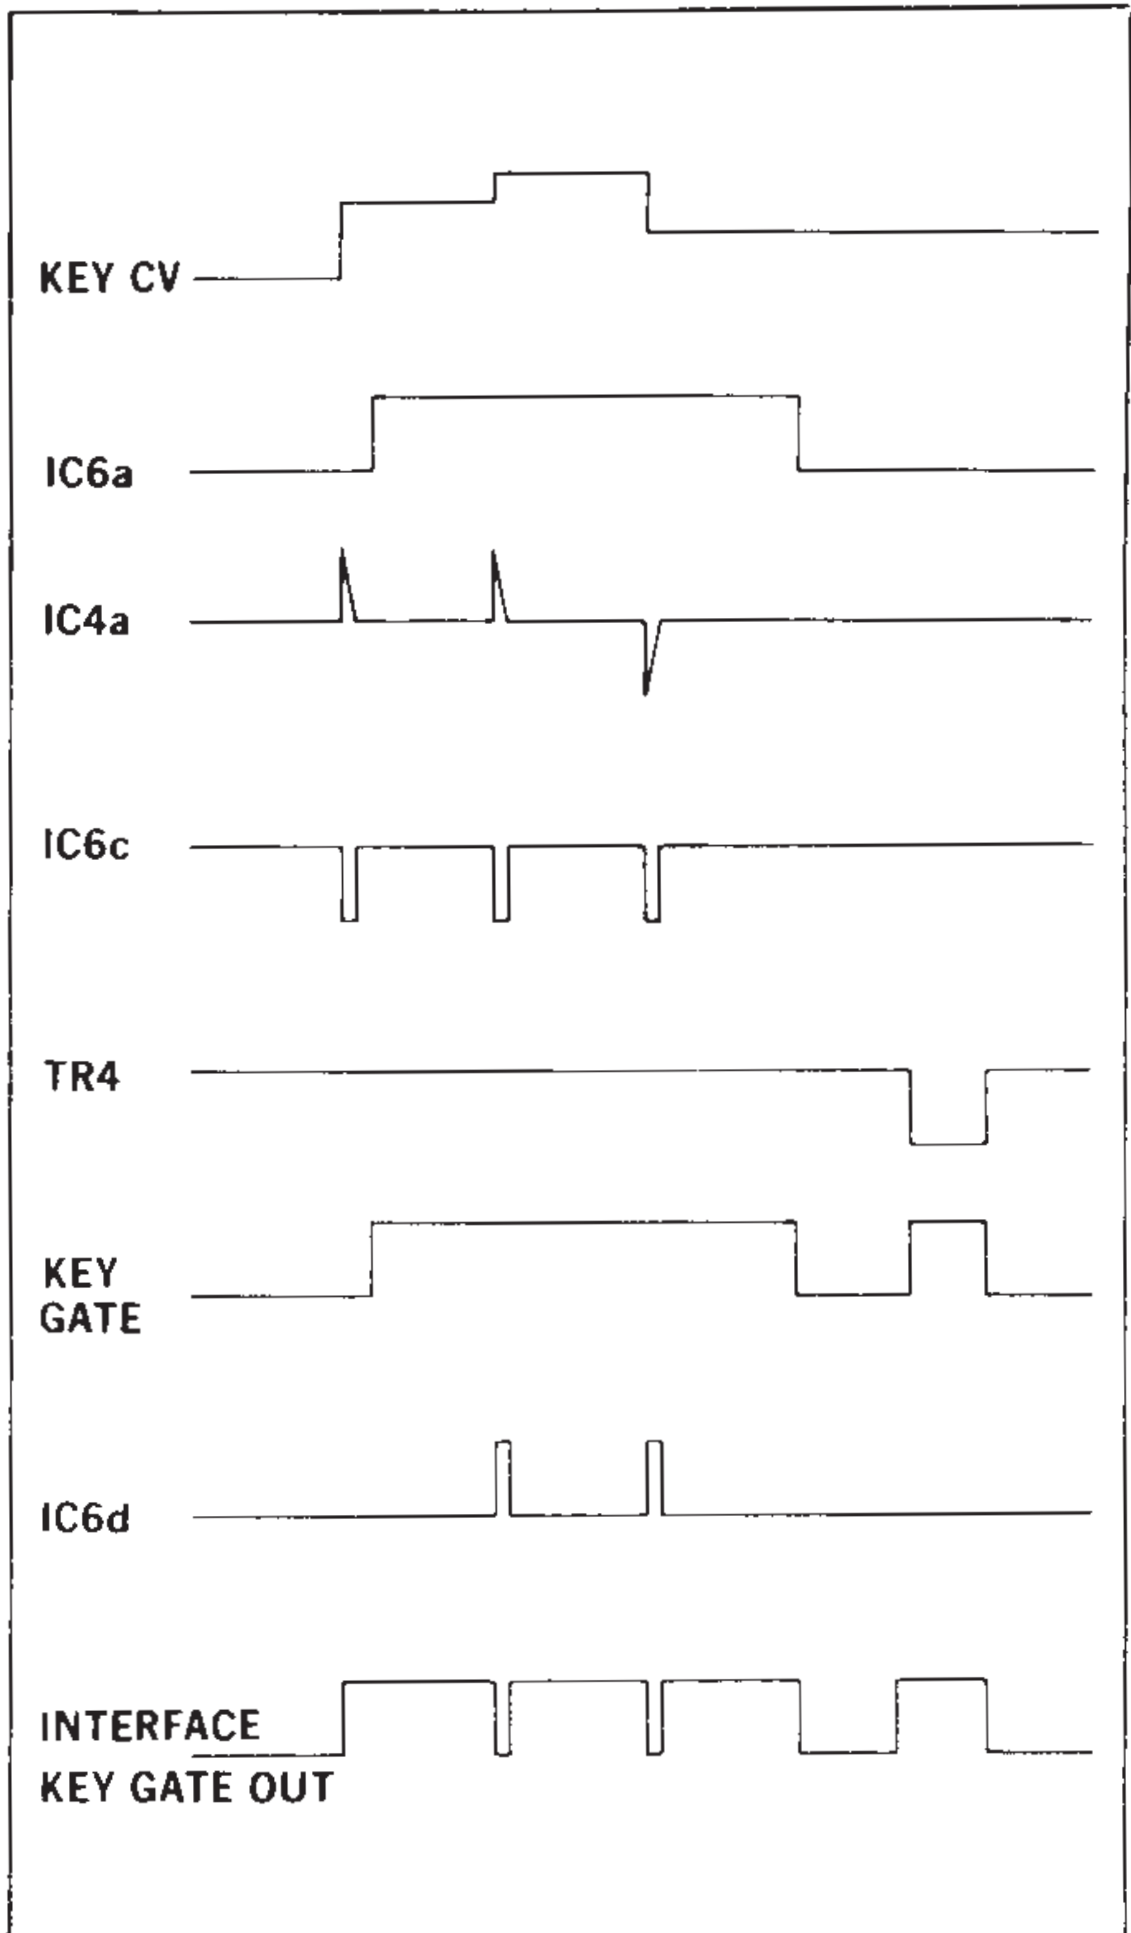 KEY CV
IC6a
IC4a
IC6c
TR4
KEY
GATE
IC6d
INTERFACE
KEY GATE OUT